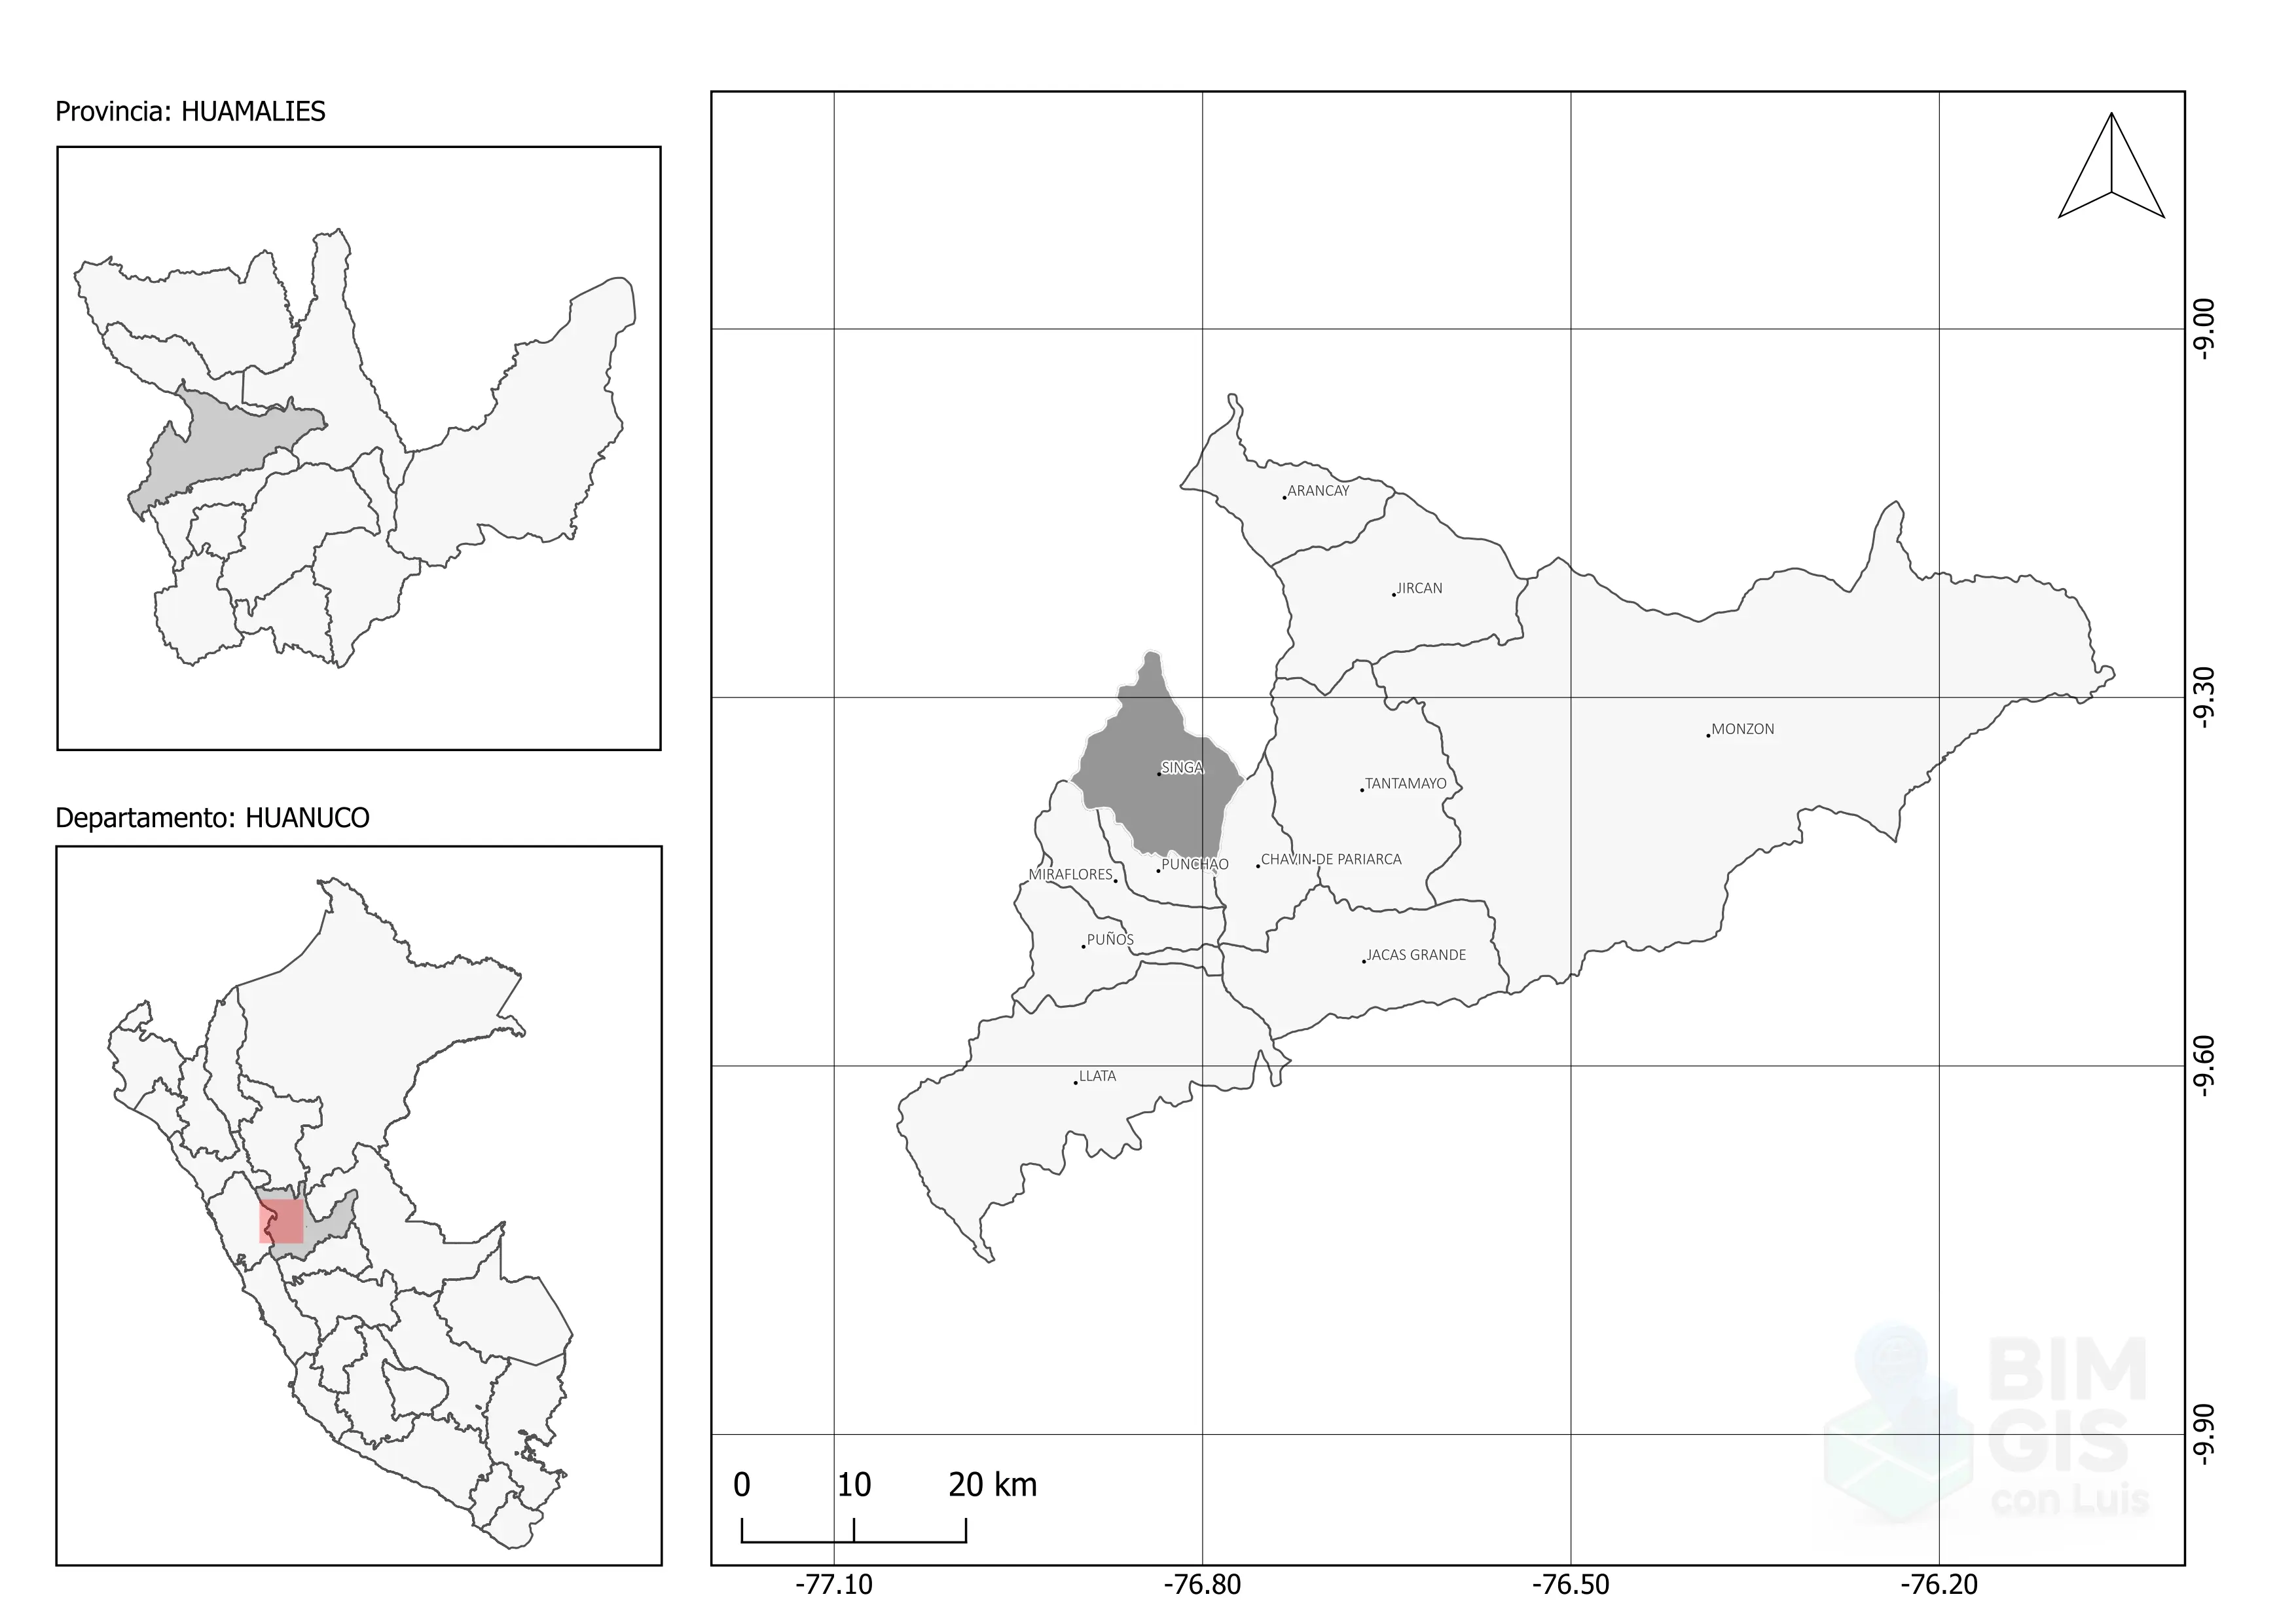 Provincia: HUAMALIES
Departamento: HUANUCO
ARANCAY
JIRCAN
MONZON
SINGA
TANTAMAYO
CHAVIN DE PARIARCA
PUNCHAO
MIRAFLORES
PUÑOS
JACAS GRANDE
LLATA
-9.00
-9.30
-9.60
-9.90
0 10 20 km
-77.10 -76.80 -76.50 -76.20
BIM
GIS
con Luis